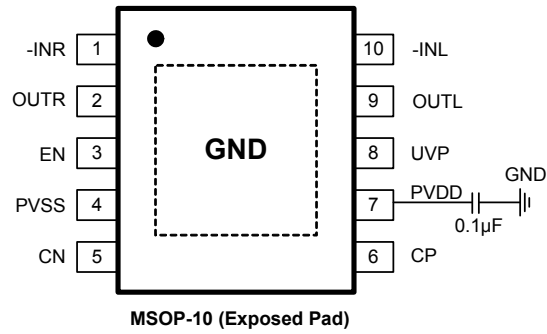 -INR 1 10 -INL
OUTR 2 9 OUTL
EN 3 GND 8 UVP
PVSS 4 7 PVDD GND
0.1µF
CN 5 6 CP
MSOP-10 (Exposed Pad)